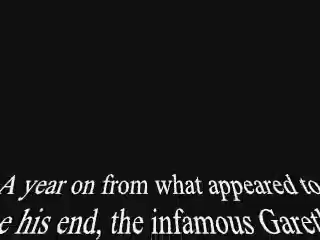 A year on from what appeared to
e his end, the infamous Gareth